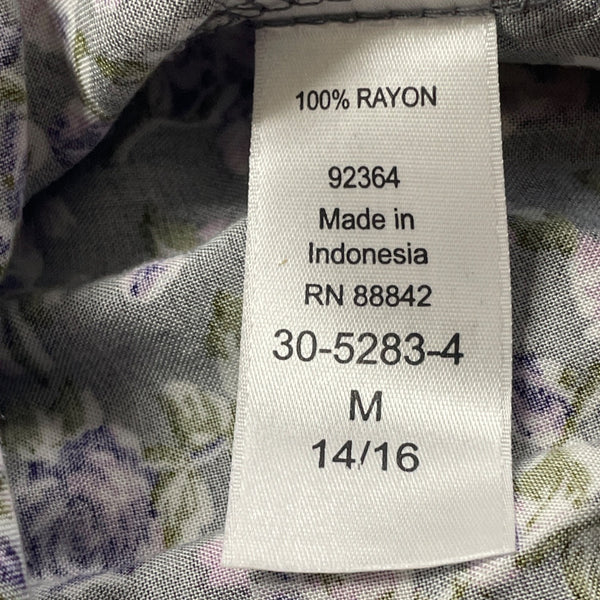 100% RAYON
92364
Made in
Indonesia
RN 88842
30-5283-4
M
14/16